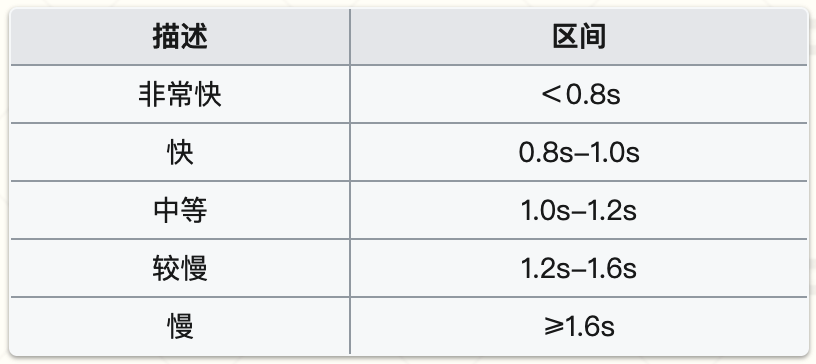 描述 区间
非常快 <0.8s
快 0.8s–1.0s
中等 1.0s–1.2s
较慢 1.2s–1.6s
慢 ⩾1.6s